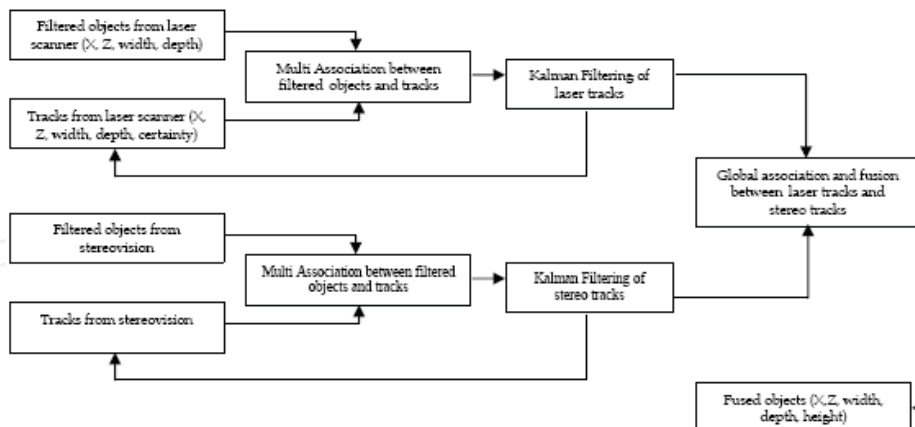 Filtered objects from laser
scanner (X, Z, width, depth)
Multi Association between
filtered objects and tracks
Kalman Filtering of
laser tracks
Tracks from laser scanner (X,
Z, width, depth, certainty)
Global association and fusion
between laser tracks and
stereo tracks
Filtered objects from
stereovision
Multi Association between filtered
objects and tracks
Kalman Filtering of
stereo tracks
Tracks from stereovision
Fused objects (X,Z, width,
depth, height)